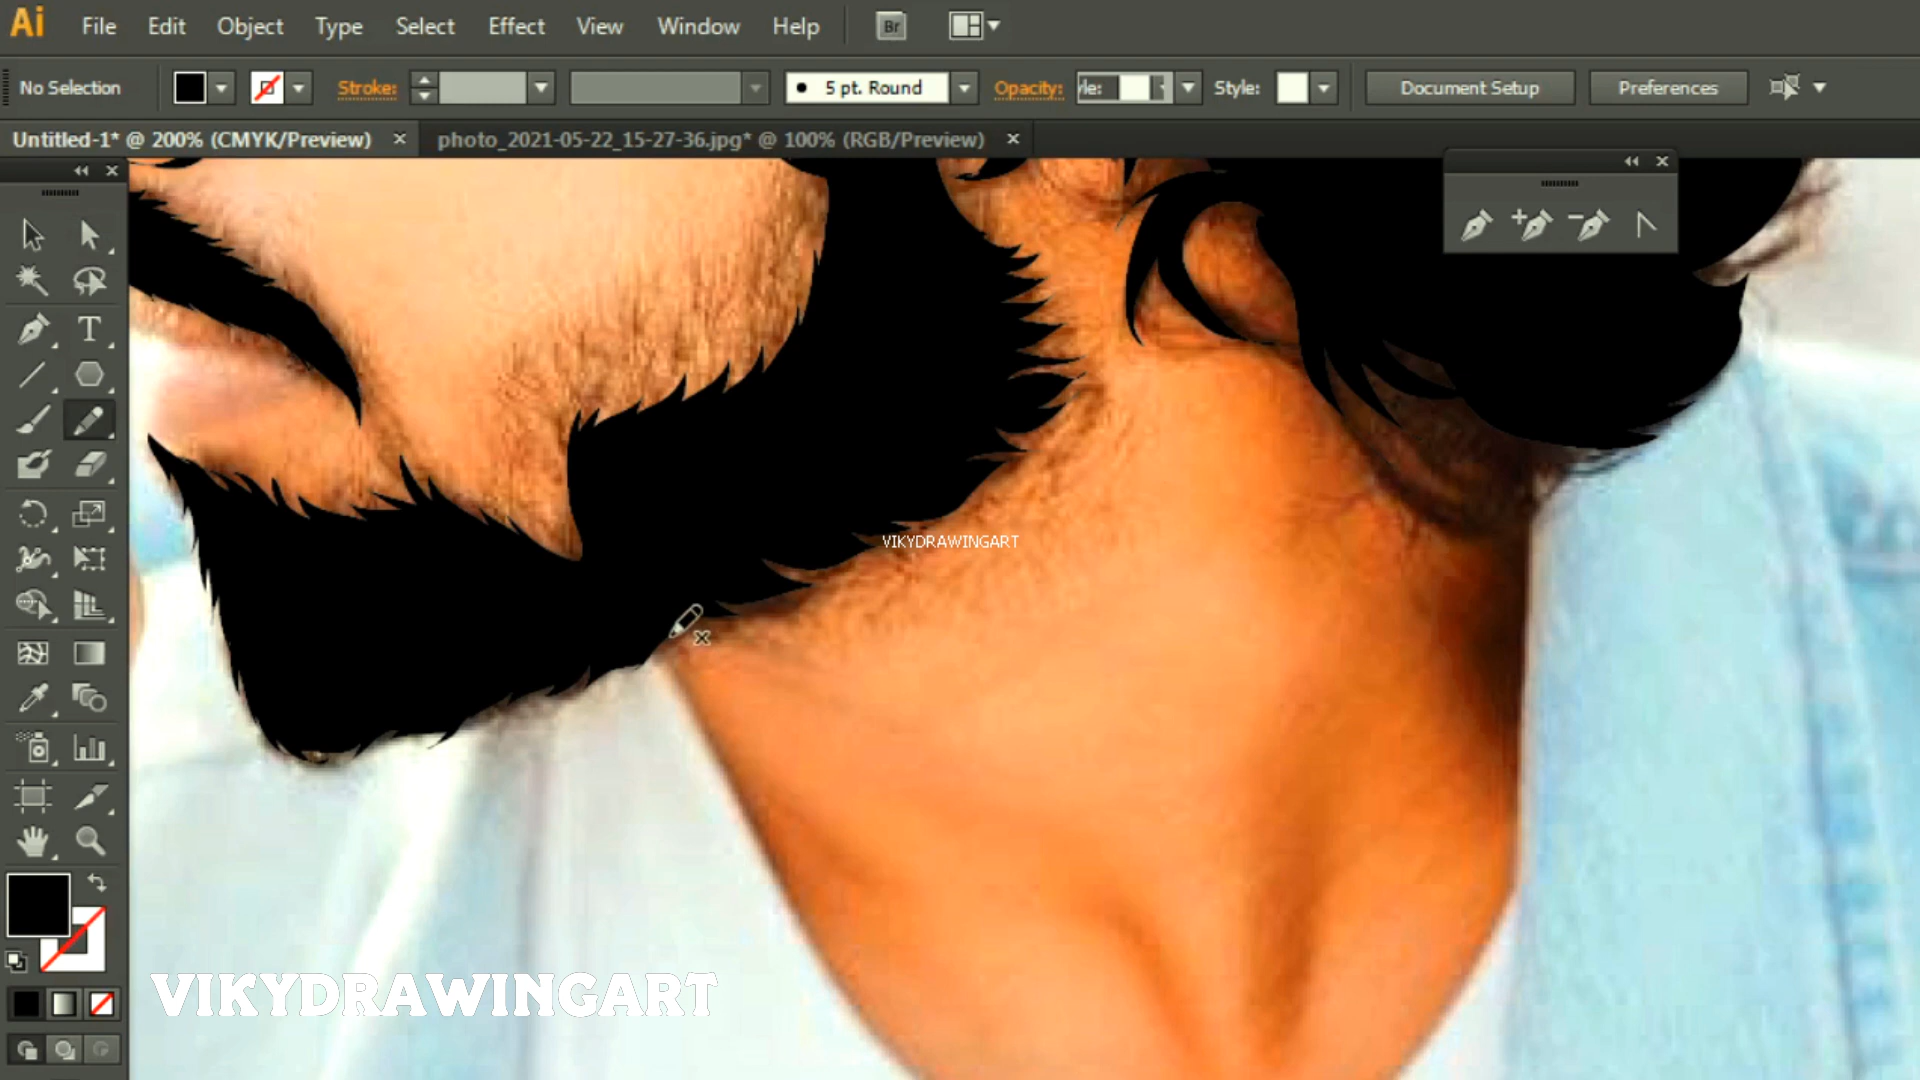 Ai File Edit Object Type Select Effect View Window Help Br
No Selection Stroke: 5 pt. Round Opacity: Style: Document Setup Preferences
Untitled-1* @ 200% (CMYK/Preview) × photo_2021-05-22_15-27-36.jpg* @ 100% (RGB/Preview) ×
T
VIKYDRAWINGART
VIKYDRAWINGART